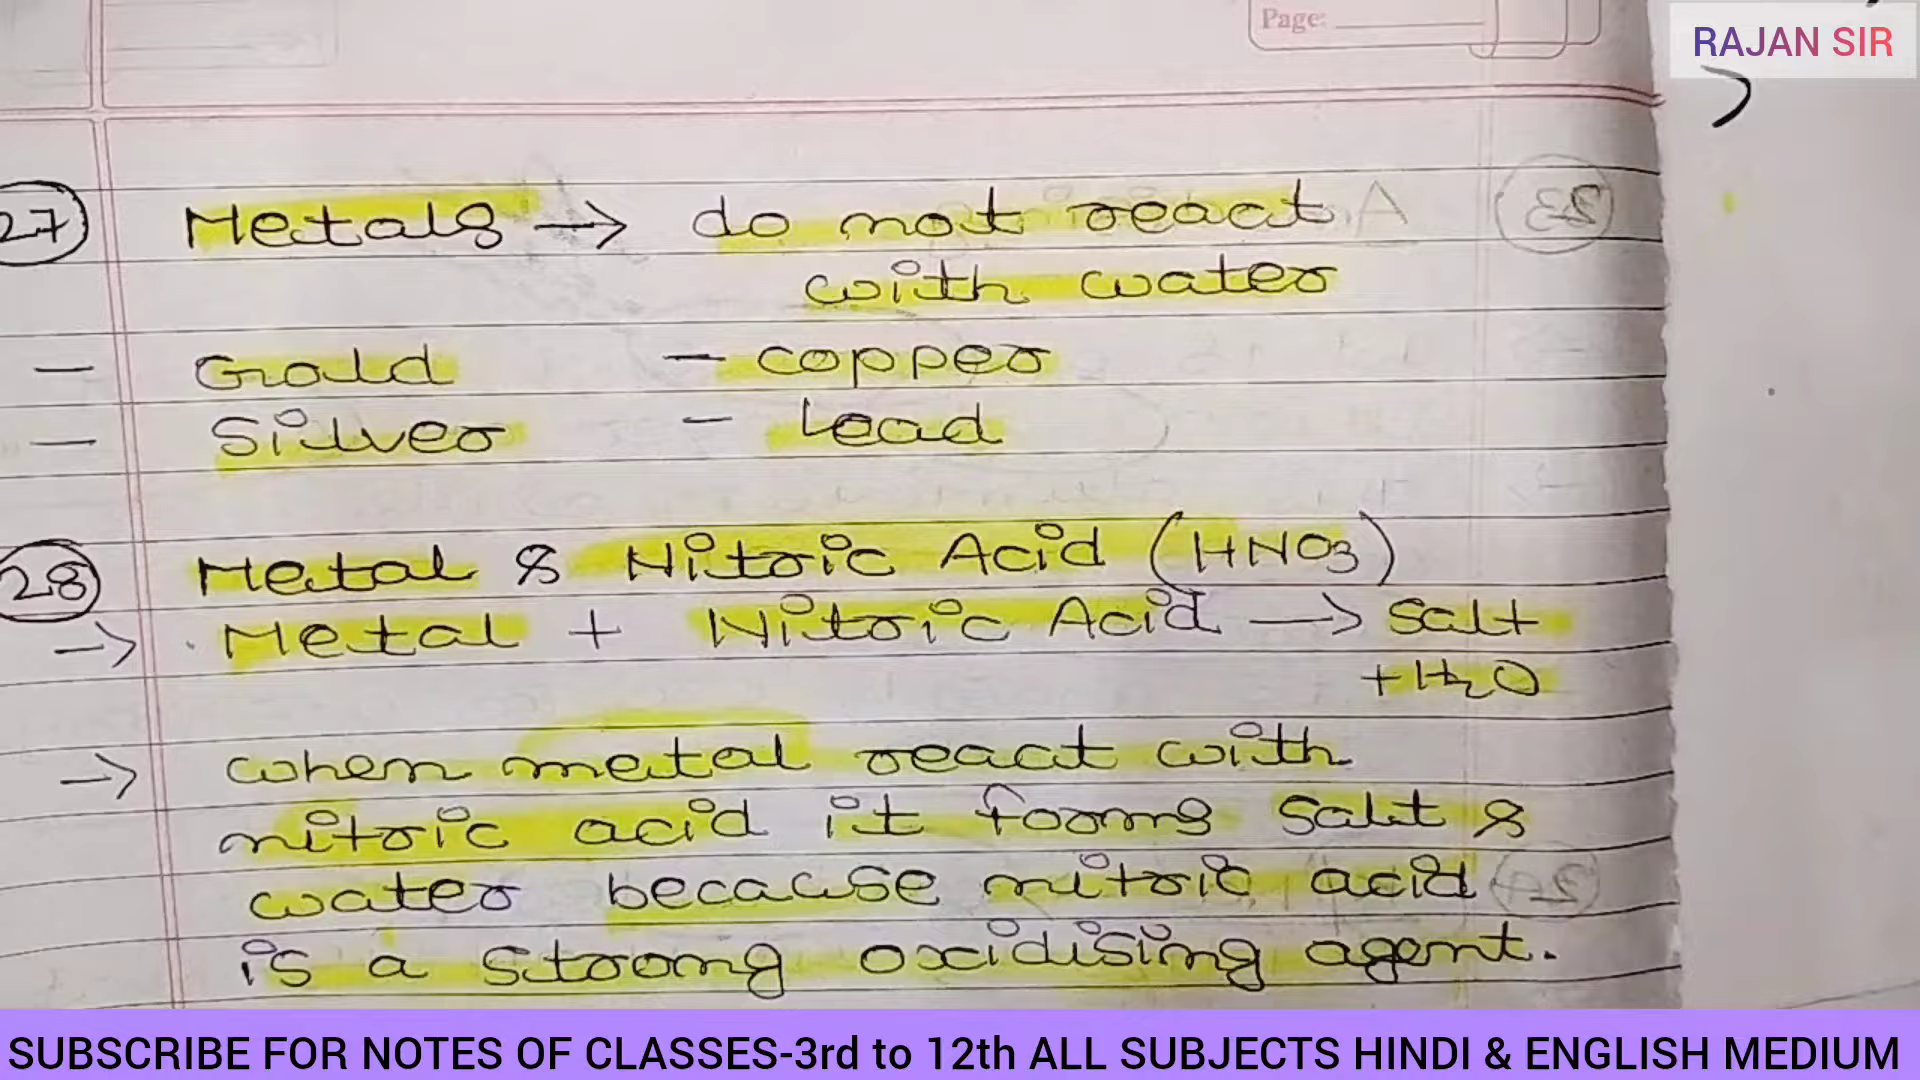 Page:
RAJAN SIR
27 Metals → do not react
with water
- Gold - copper
- Silver - Lead
28 Metal & Nitric Acid (HNO3)
→ Metal + Nitric Acid → Salt
+ H2O
→ when metal react with
nitric acid it forms Salt &
water because nitric acid
is a strong oxidising agent.
SUBSCRIBE FOR NOTES OF CLASSES-3rd to 12th ALL SUBJECTS HINDI & ENGLISH MEDIUM